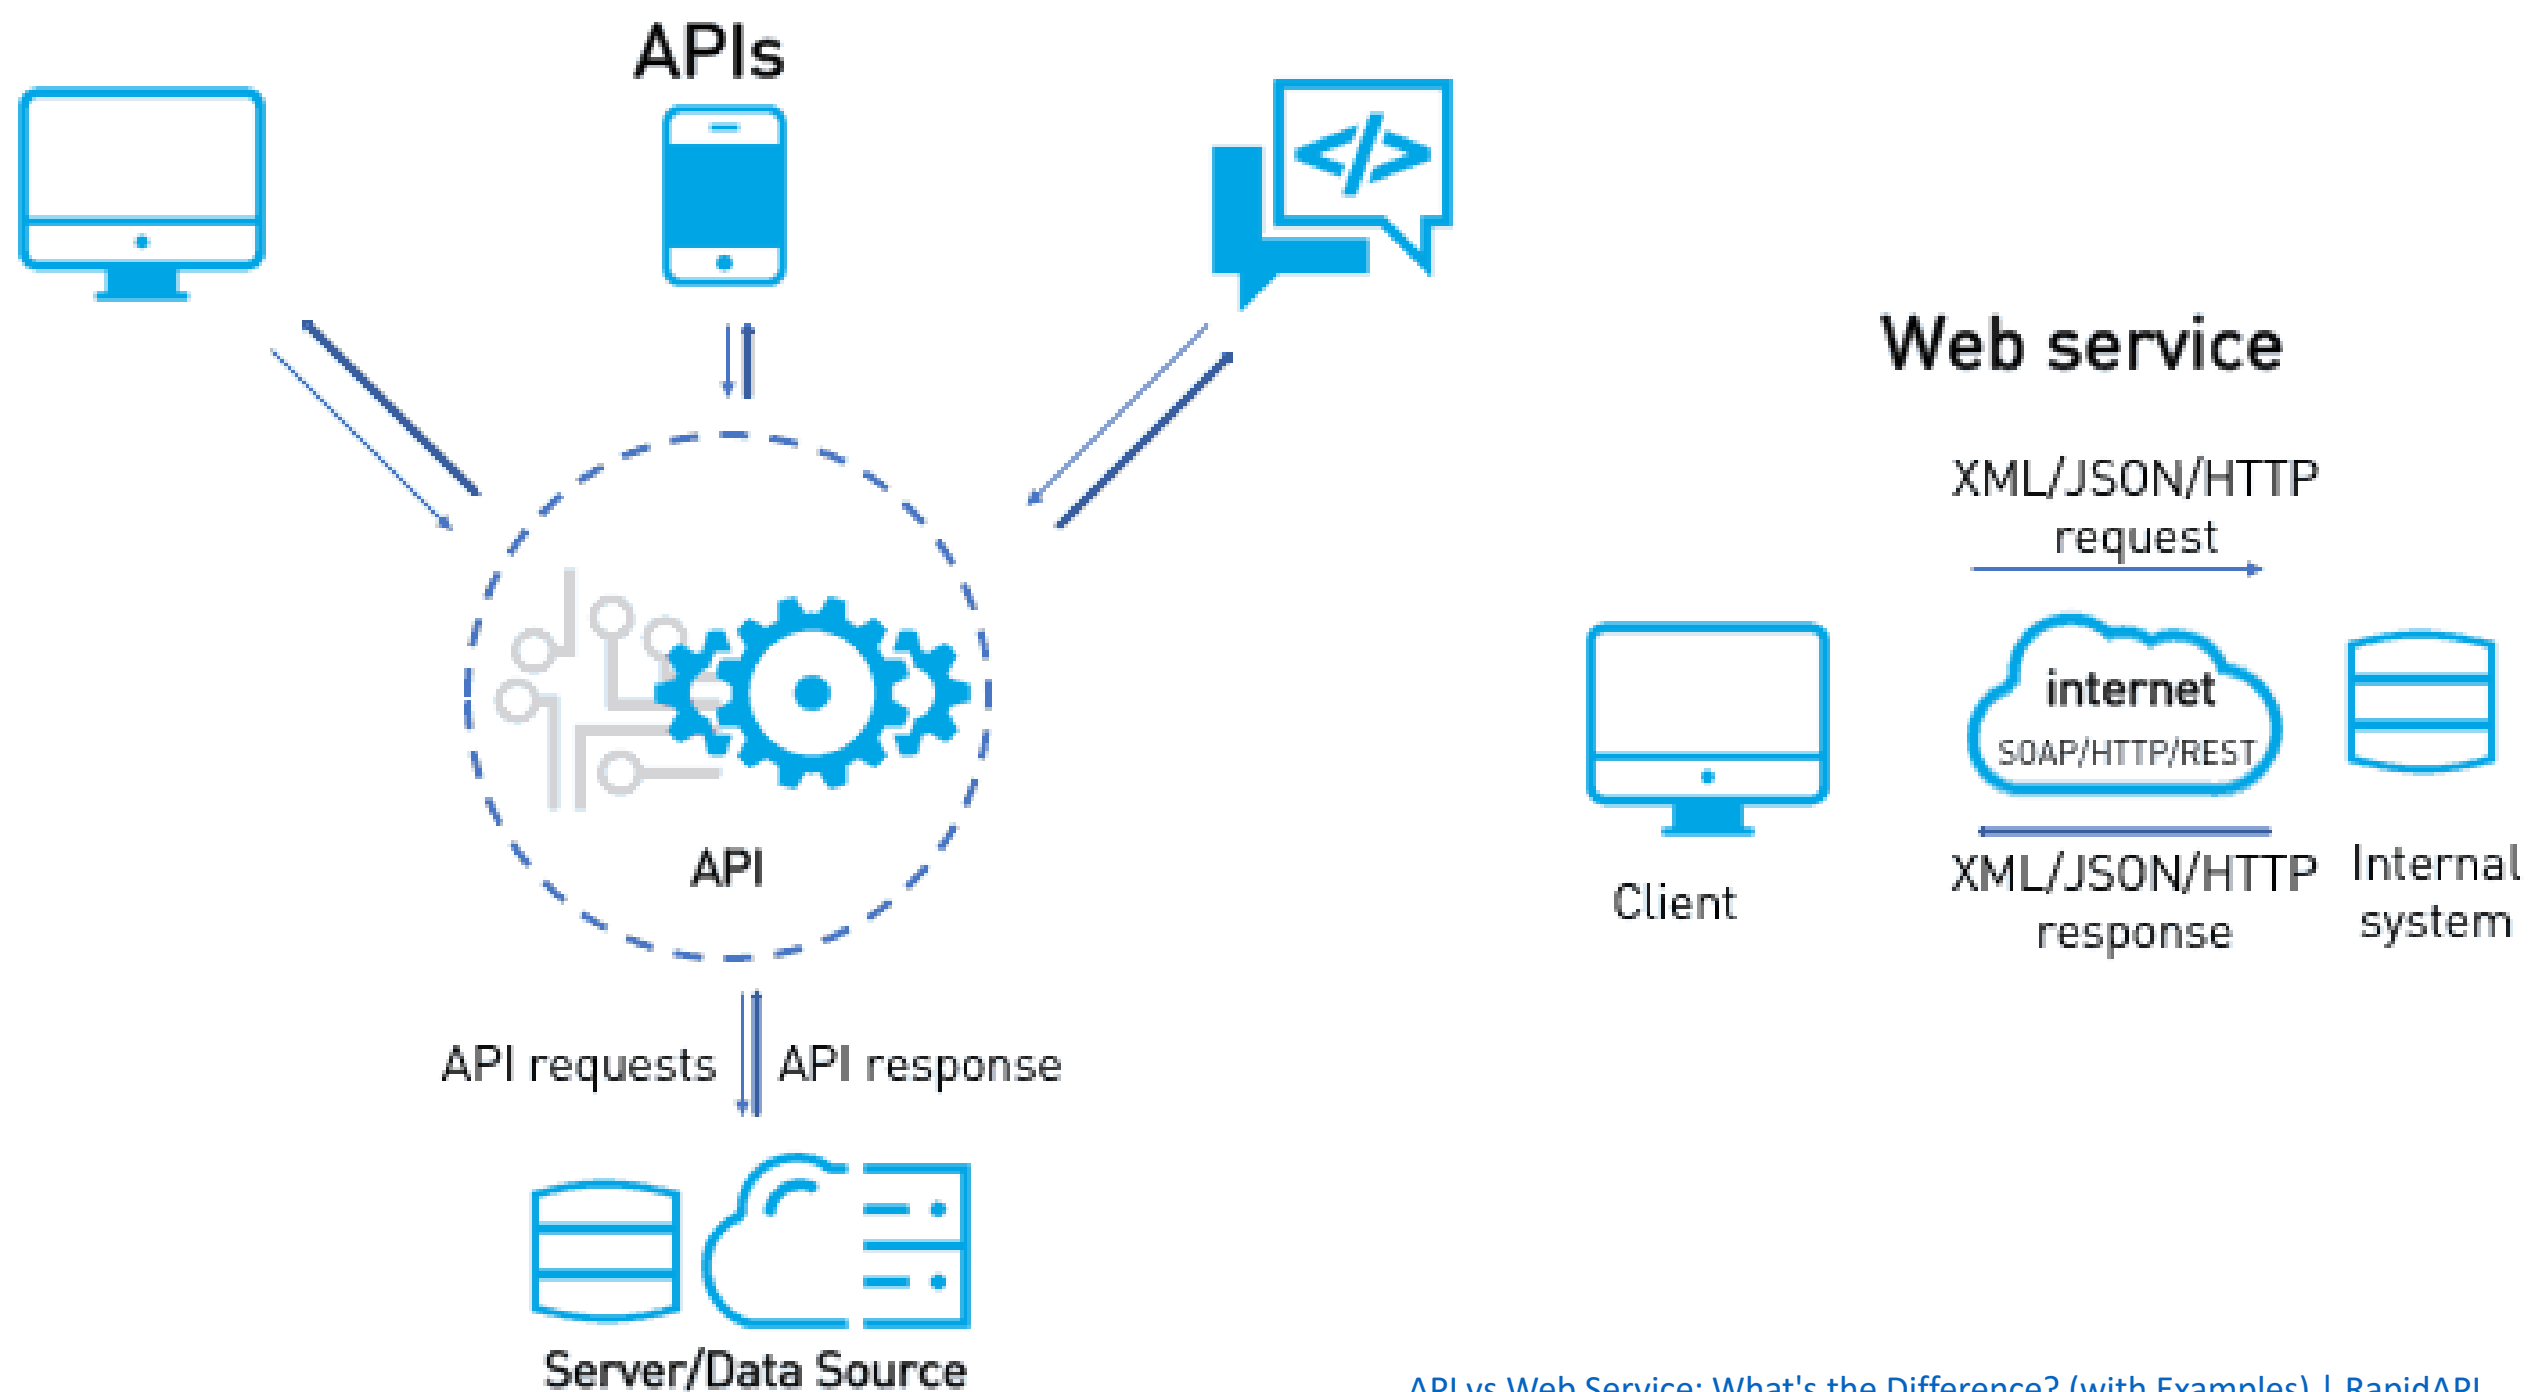 APIs
API
API requests
API response
Server/Data Source
Web service
XML/JSON/HTTP
request
internet
SOAP/HTTP/REST
XML/JSON/HTTP
response
Client
Internal
system
API vs Web Service: What's the Difference? (with Examples) | RapidAPI